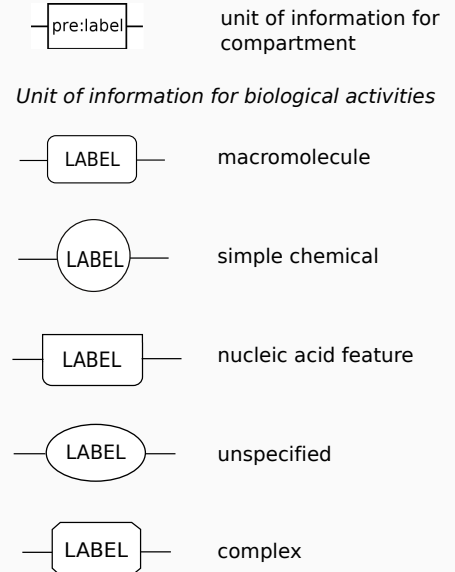 pre:label
unit of information for
compartment
Unit of information for biological activities
LABEL
macromolecule
LABEL
simple chemical
LABEL
nucleic acid feature
LABEL
unspecified
LABEL
complex